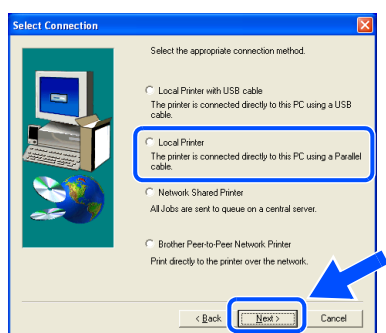 Select Connection
Select the appropriate connection method.
Local Printer with USB cable
The printer is connected directly to this PC using a USB
cable.
Local Printer
The printer is connected directly to this PC using a Parallel
cable.
Network Shared Printer
All Jobs are sent to queue on a central server.
Brother Peer-to-Peer Network Printer
Print directly to the printer over the network.
< Back Next > Cancel